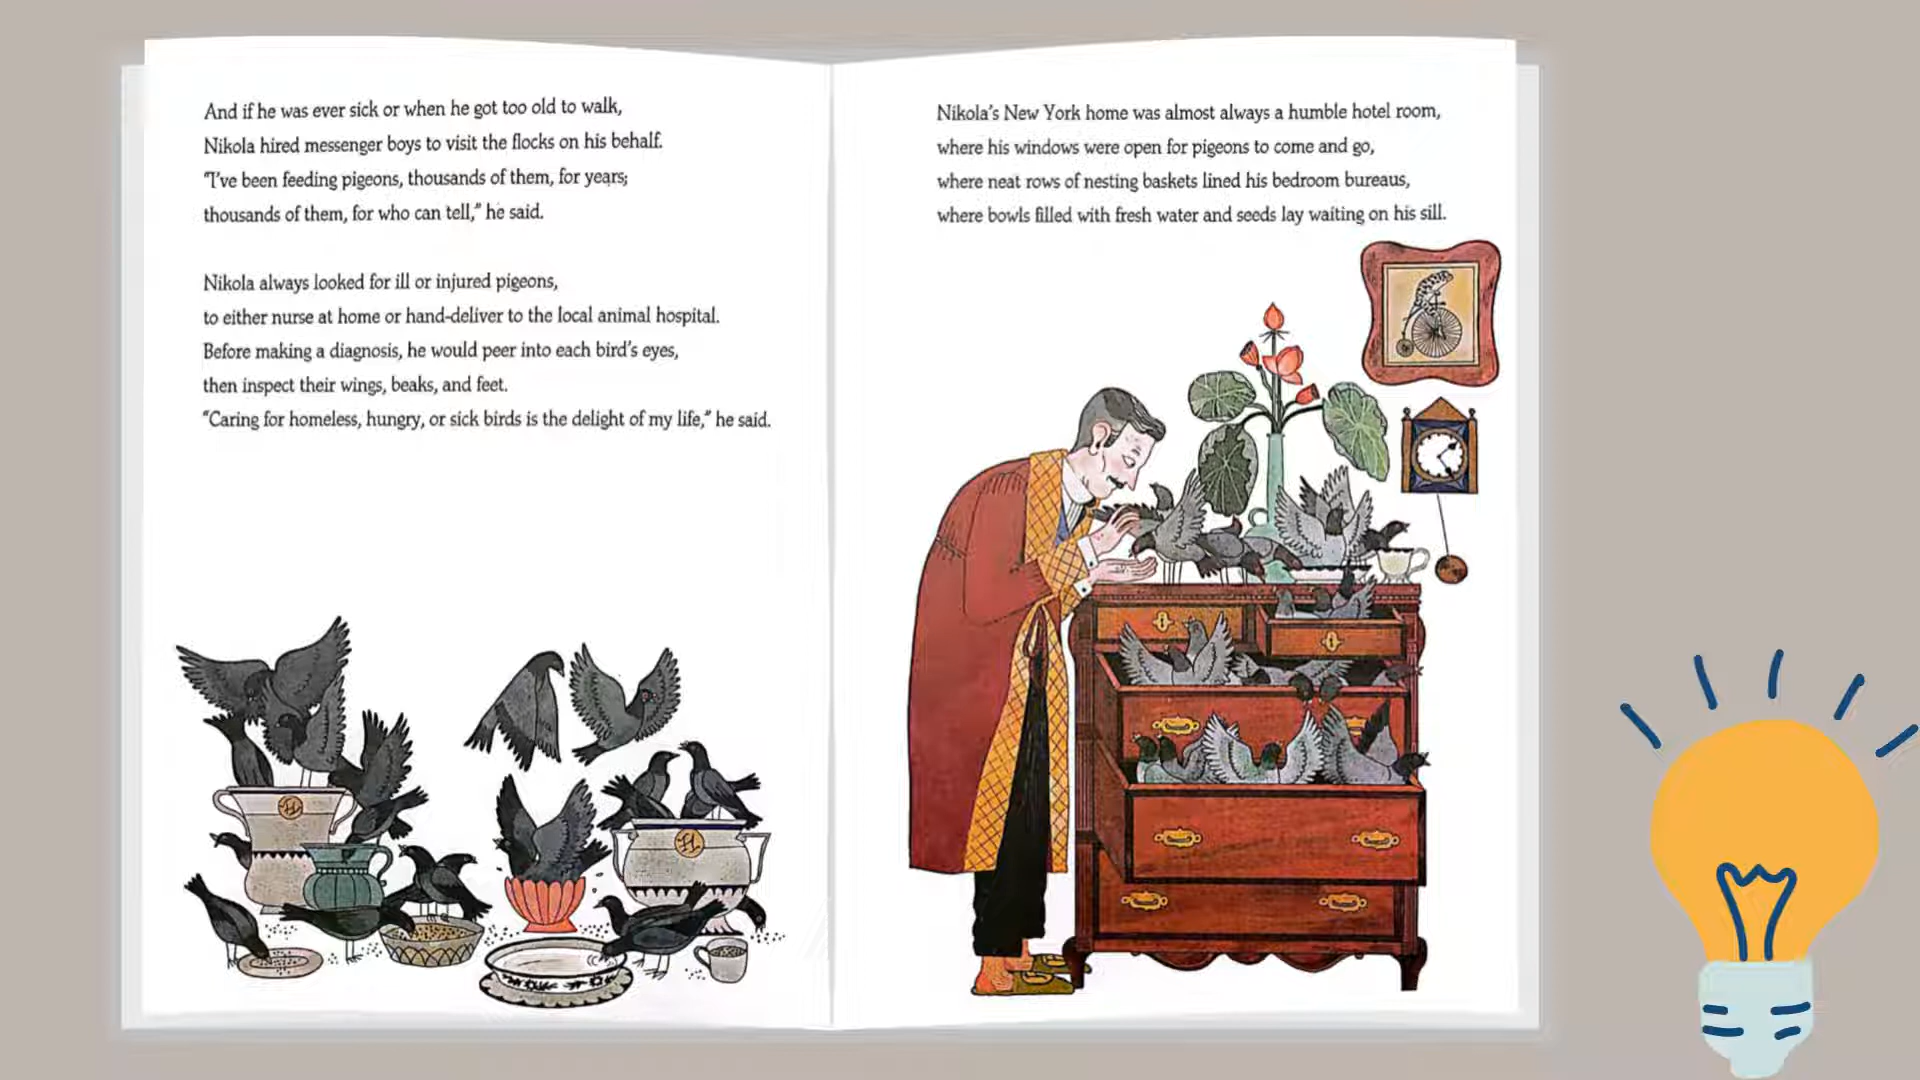 And if he was ever sick or when he got too old to walk,
Nikola hired messenger boys to visit the flocks on his behalf.
“I’ve been feeding pigeons, thousands of them, for years;
thousands of them, for who can tell,” he said.
Nikola always looked for ill or injured pigeons,
to either nurse at home or hand-deliver to the local animal hospital.
Before making a diagnosis, he would peer into each bird’s eyes,
then inspect their wings, beaks, and feet.
“Caring for homeless, hungry, or sick birds is the delight of my life,” he said.
Nikola’s New York home was almost always a humble hotel room,
where his windows were open for pigeons to come and go,
where neat rows of nesting baskets lined his bedroom bureaus,
where bowls filled with fresh water and seeds lay waiting on his sill.